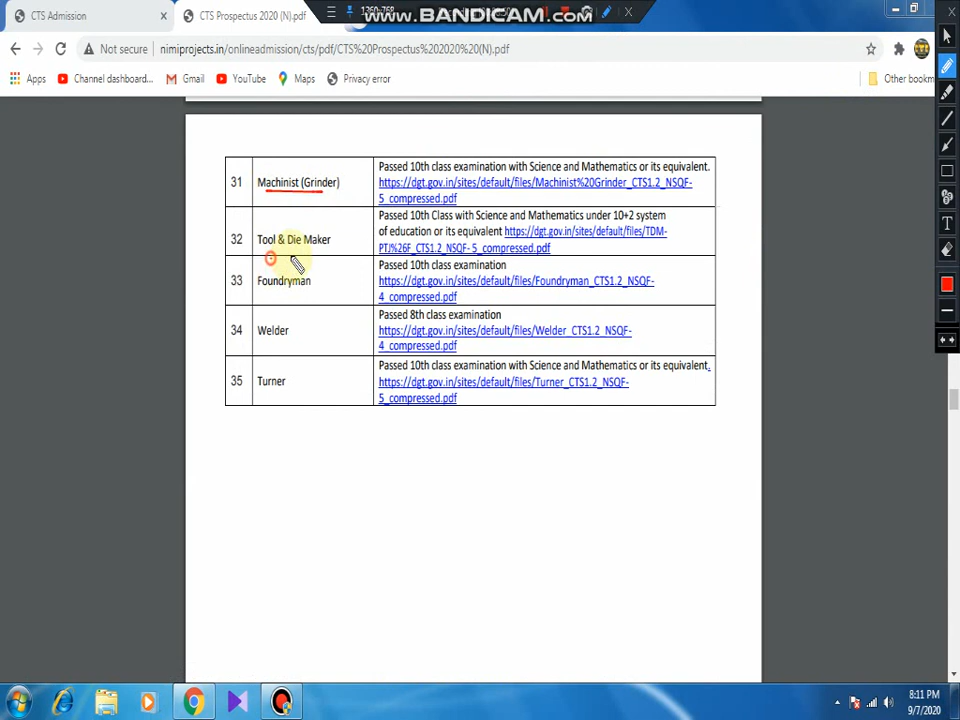 CTS Admission
CTS Prospectus 2020 (N).pdf
www.BANDICAM.com
Not secure
nimiprojects.in/onlineadmission/cts/pdf/CTS%20Prospectus%202020%20(N).pdf
Apps
Channel dashboard...
Gmail
YouTube
Maps
Privacy error
Other bookm
31
Machinist (Grinder)
Passed 10th class examination with Science and Mathematics or its equivalent.
https://dgt.gov.in/sites/default/files/Machinist%20Grinder_CTS1.2_NSQF-
5_compressed.pdf
32
Tool & Die Maker
Passed 10th Class with Science and Mathematics under 10+2 system
of education or its equivalent https://dgt.gov.in/sites/default/files/TDM-
PTJ%26F_CTS1.2_NSQF- 5_compressed.pdf
33
Foundryman
Passed 10th class examination
https://dgt.gov.in/sites/default/files/Foundryman_CTS1.2_NSQF-
4_compressed.pdf
34
Welder
Passed 8th class examination
https://dgt.gov.in/sites/default/files/Welder_CTS1.2_NSQF-
4_compressed.pdf
35
Turner
Passed 10th class examination with Science and Mathematics or its equivalent.
https://dgt.gov.in/sites/default/files/Turner_CTS1.2_NSQF-
5_compressed.pdf
8:11 PM
9/7/2020